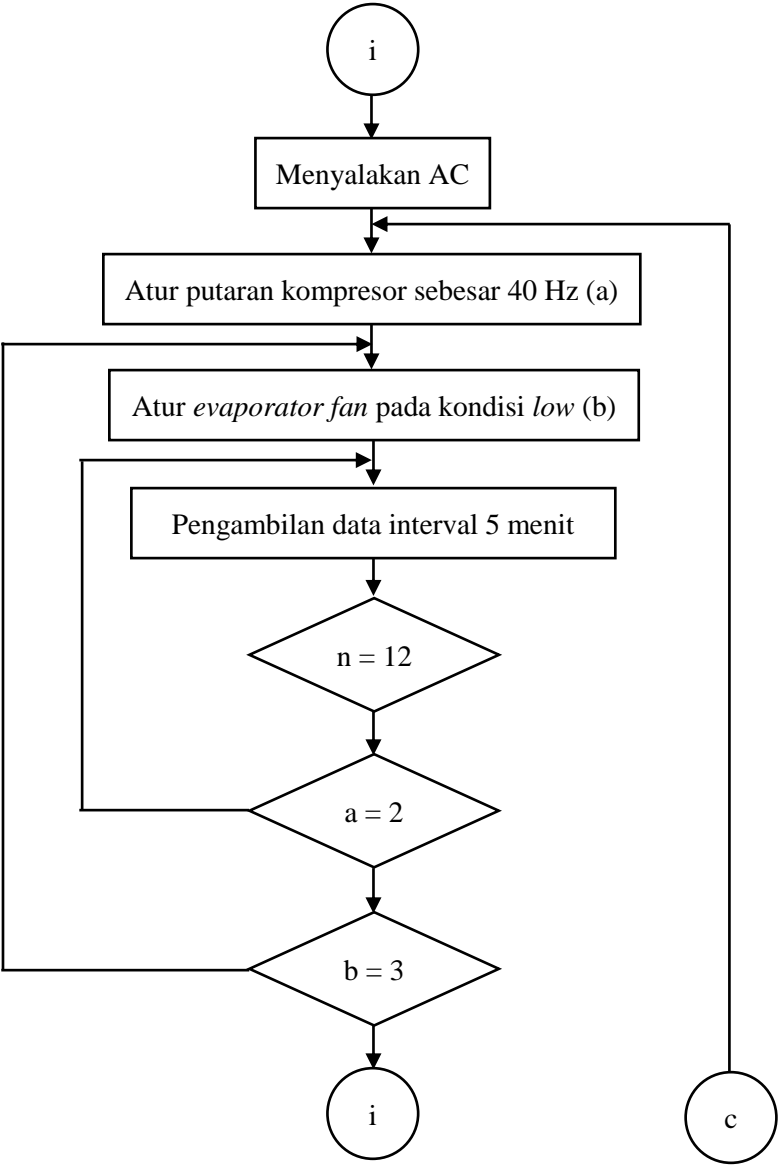 i
Menyalakan AC
Atur putaran kompresor sebesar 40 Hz (a)
Atur evaporator fan pada kondisi low (b)
Pengambilan data interval 5 menit
n = 12
a = 2
b = 3
i
c